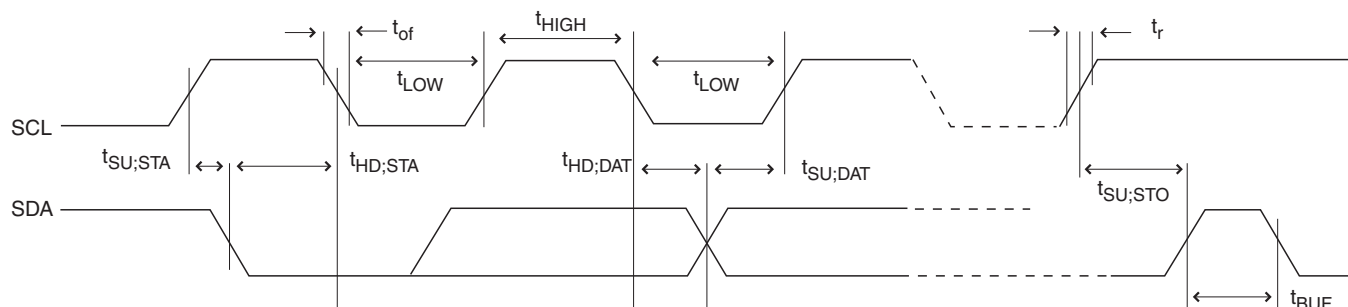 t_of
t_HIGH
t_r
t_LOW
t_LOW
SCL
t_SU;STA
t_HD;STA
t_HD;DAT
t_SU;DAT
t_SU;STO
SDA
t_BUF